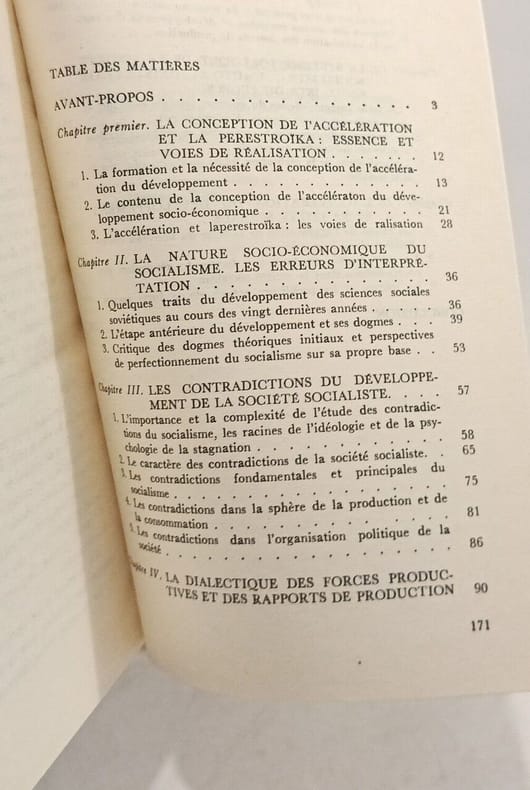 TABLE DES MATIÈRES
AVANT-PROPOS . . . . . . . . . . . . . . . . 3
Chapitre premier. LA CONCEPTION DE l'ACCÉLÉRATION
ET LA PERESTROÏKA : ESSENCE ET
VOIES DE RÉALISATION . . . . . . . 12
1. La formation et la nécessité de la conception de l'accéléra-
tion du développement . . . . . . . . . . . 13
2. Le contenu de la conception de l'accélératon du déve-
loppement socio-économique . . . . . . . . . . 21
3. L'accélération et laperestroïka : les voies de ralisation 28
Chapitre II. LA NATURE SOCIO-ÉCONOMIQUE DU
SOCIALISME. LES ERREURS D'INTERPRÉ-
TATION . . . . . . . . . . . . . . 36
1. Quelques traits du développement des sciences sociales
soviétiques au cours des vingt dernières années . . . . . 36
2. L'étape antérieure du développement et ses dogmes . . . 39
3. Critique des dogmes théoriques initiaux et perspectives
de perfectionnement du socialisme sur sa propre base . . 53
Chapitre III. LES CONTRADICTIONS DU DÉVELOPPE-
MENT DE LA SOCIÉTÉ SOCIALISTE. . . . 57
1. L'importance et la complexité de l'étude des contradic-
tions du socialisme, les racines de l'idéologie et de la psy-
chologie de la stagnation . . . . . . . . . . . 58
2. Le caractère des contradictions de la société socialiste. . 65
3. Les contradictions fondamentales et principales du
socialisme . . . . . . . . . . . . . . . . 75
4. Les contradictions dans la sphère de la production et de
la consommation . . . . . . . . . . . . . 81
5. Les contradictions dans l'organisation politique de la
société . . . . . . . . . . . . . . . . . 86
Chapitre IV. LA DIALECTIQUE DES FORCES PRODUC-
TIVES ET DES RAPPORTS DE PRODUCTION 90
171